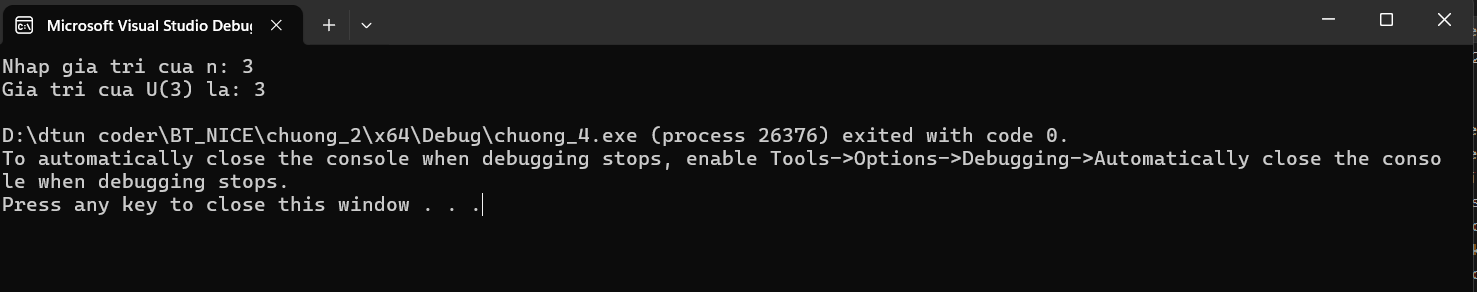 Microsoft Visual Studio Debu
Nhap gia tri cua n: 3
Gia tri cua U(3) la: 3
D:\dtun coder\BT_NICE\chuong_2\x64\Debug\chuong_4.exe (process 26376) exited with code 0.
To automatically close the console when debugging stops, enable Tools->Options->Debugging->Automatically close the conso
le when debugging stops.
Press any key to close this window . . .